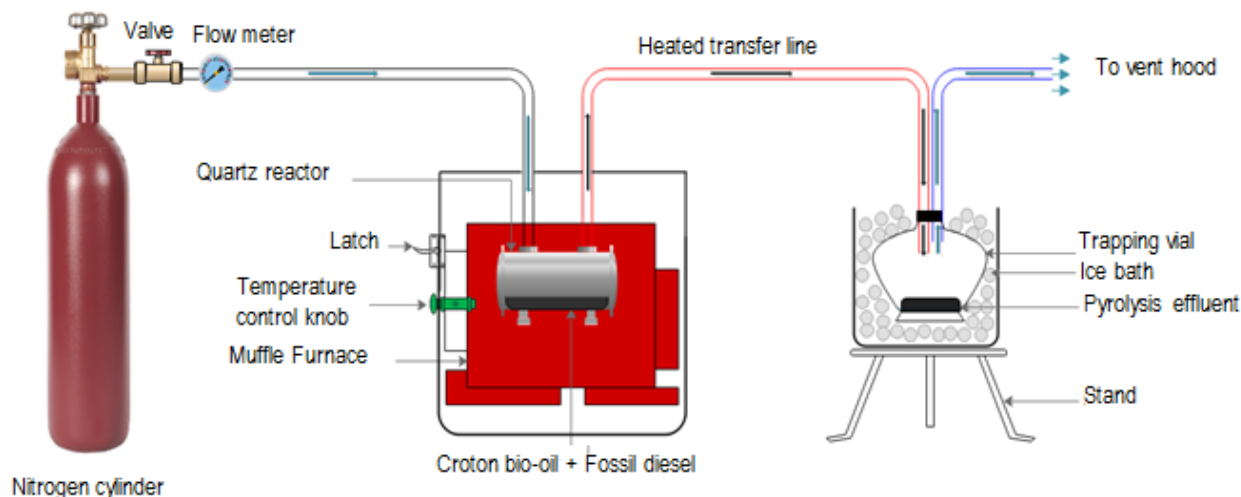 Valve
Flow meter
Heated transfer line
To vent hood
Quartz reactor
Latch
Temperature
control knob
Muffle Furnace
Trapping vial
Ice bath
Pyrolysis effluent
Stand
Croton bio-oil + Fossil diesel
Nitrogen cylinder